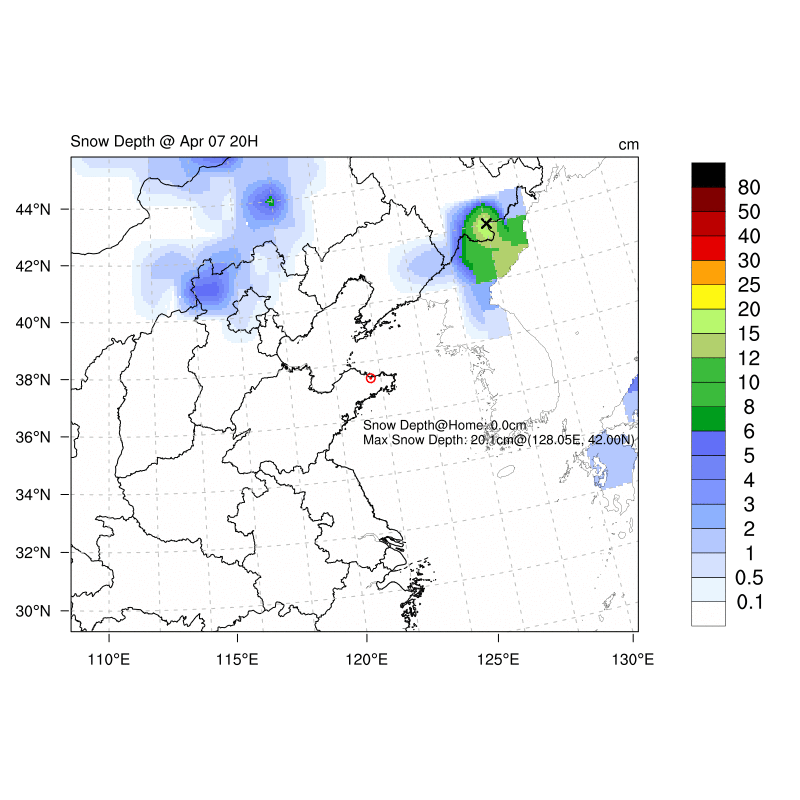 Snow Depth @ Apr 07 20H
cm
44°N
42°N
40°N
38°N
36°N
34°N
32°N
30°N
110°E
115°E
120°E
125°E
130°E
Snow Depth@Home: 0.0cm
Max Snow Depth: 20.1cm@(128.05E, 42.00N)
80
50
40
30
25
20
15
12
10
8
6
5
4
3
2
1
0.5
0.1